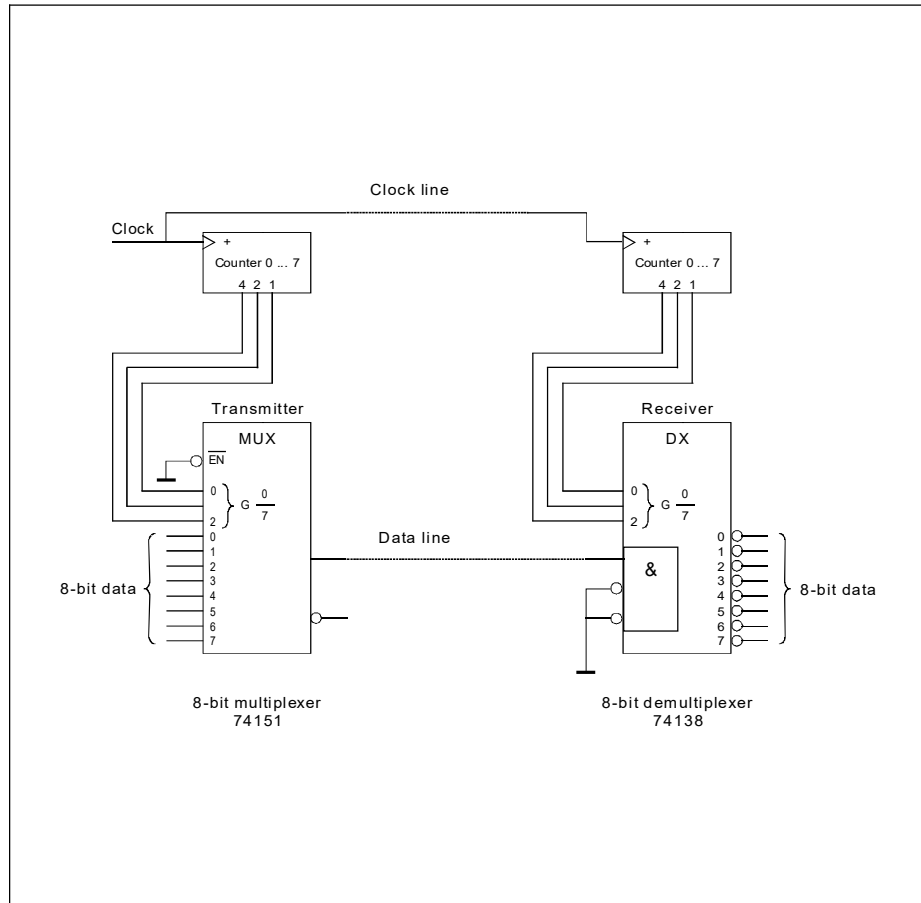 Clock line
Clock
+
Counter 0 ... 7
4 2 1
+
Counter 0 ... 7
4 2 1
Transmitter
MUX
EN
0
2
G 0
7
0
1
2
3
4
5
6
7
8-bit data
Data line
Receiver
DX
0
2
G 0
7
&
0
1
2
3
4
5
6
7
8-bit data
8-bit multiplexer
74151
8-bit demultiplexer
74138